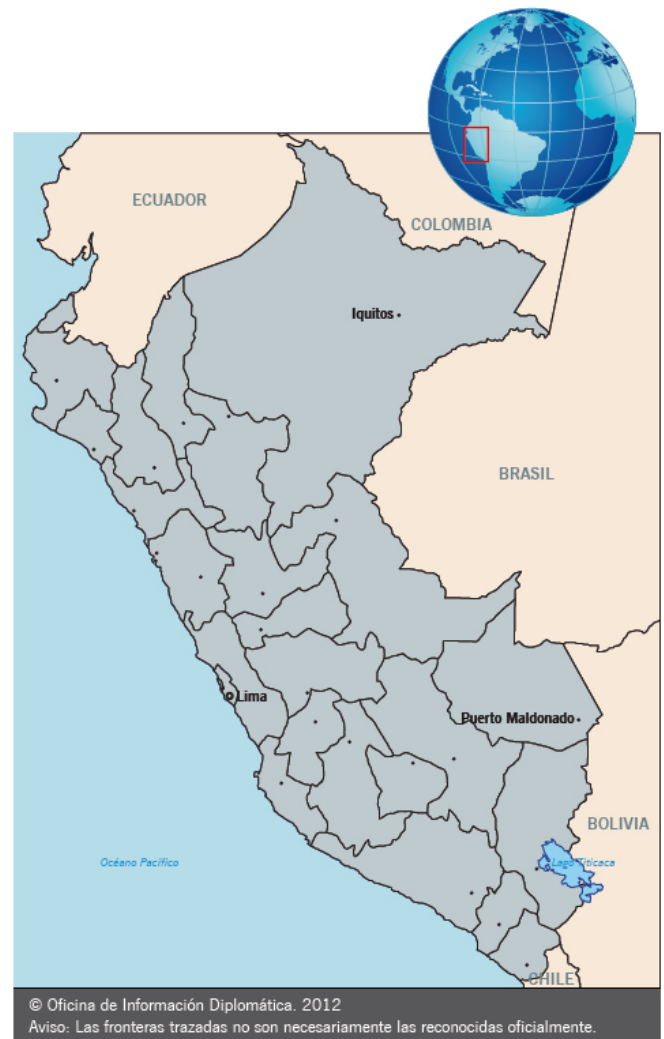 ECUADOR
COLOMBIA
Iquitos
BRASIL
Lima
Puerto Maldonado
BOLIVIA
Océano Pacífico
Lago Titicaca
CHILE
© Oficina de Información Diplomática. 2012
Aviso: Las fronteras trazadas no son necesariamente las reconocidas oficialmente.